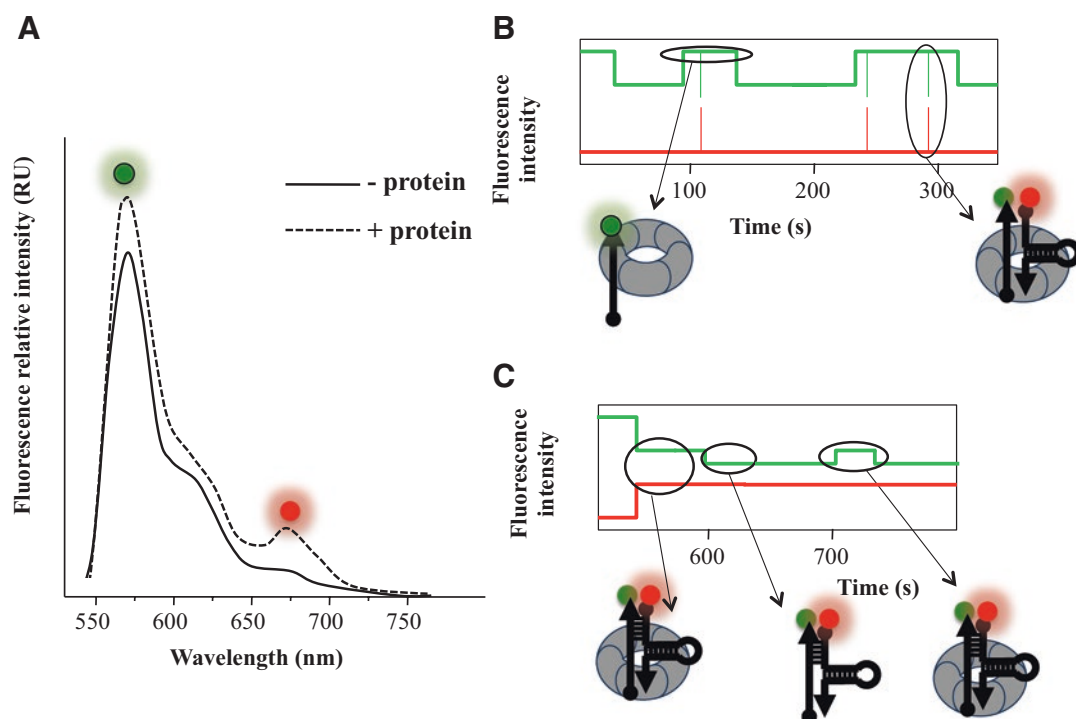 A
Fluorescence relative intensity (RU)
- protein
+ protein
550 600 650 700 750
Wavelength (nm)
B
Fluorescence
intensity
100 200 300
Time (s)
C
Fluorescence
intensity
600 700
Time (s)